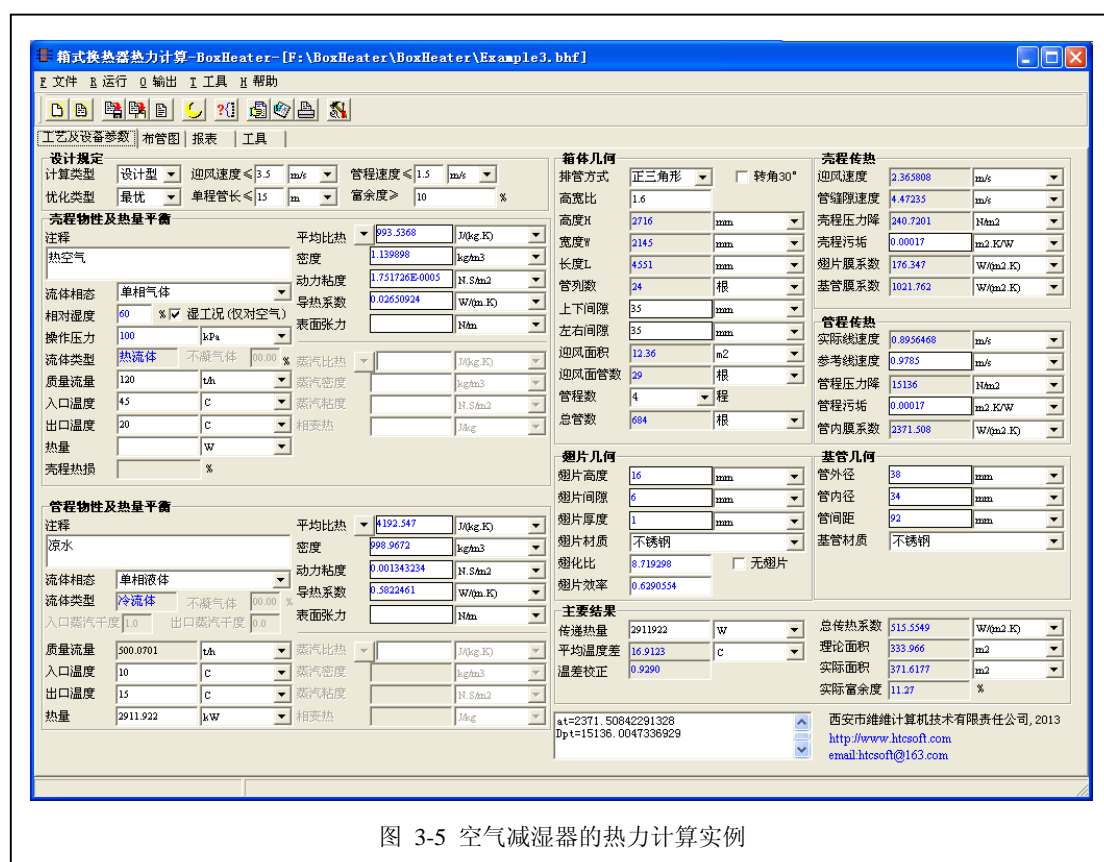 箱式换热器热力计算-BoxHeater-[F:\BoxHeater\BoxHeater\Example3.bhf]
F 文件 R 运行 O 输出 I 工具 H 帮助
工艺及设备参数 布管图 报表 工具
设计规定
计算类型 设计型 迎风速度≤ 3.5 m/s 管程速度≤ 1.5 m/s
优化类型 最优 单程管长≤ 15 m 富余度≥ 10 %
壳程物性及热量平衡
注释
热空气
流体相态 单相气体
相对湿度 60 % 湿工况(仅对空气)
操作压力 100 kPa
流体类型 热流体 不凝气体 00.00 %
质量流量 120 t/h
入口温度 45 C
出口温度 20 C
热量 W
壳程热损 %
平均比热 993.5368 J/(kg.K)
密度 1.139898 kg/m3
动力粘度 1.751726E-0005 N.S/m2
导热系数 0.02650924 W/(m.K)
表面张力 N/m
蒸汽比热 J/(kg.K)
蒸汽密度 kg/m3
蒸汽粘度 N.S/m2
相变热 J/kg
管程物性及热量平衡
注释
凉水
流体相态 单相液体
流体类型 冷流体 不凝气体 00.00 %
入口蒸汽干度 1.0 出口蒸汽干度 0.0
质量流量 500.0701 t/h
入口温度 10 C
出口温度 15 C
热量 2911.922 kW
平均比热 4192.547 J/(kg.K)
密度 998.9672 kg/m3
动力粘度 0.001343234 N.S/m2
导热系数 0.5822461 W/(m.K)
表面张力 N/m
蒸汽比热 J/(kg.K)
蒸汽密度 kg/m3
蒸汽粘度 N.S/m2
相变热 J/kg
箱体几何
排管方式 正三角形 转角30°
高宽比 1.6
高度H 2716 mm
宽度W 2145 mm
长度L 4551 mm
管列数 24 根
上下间隙 35 mm
左右间隙 35 mm
迎风面积 12.36 m2
迎风面管数 29 根
管程数 4 程
总管数 684 根
壳程传热
迎风速度 2.365808 m/s
管缝隙速度 4.47235 m/s
壳程压力降 240.7201 N/m2
壳程污垢 0.00017 m2.K/W
翅片膜系数 176.347 W/(m2.K)
基管膜系数 1021.762 W/(m2.K)
管程传热
实际线速度 0.8956468 m/s
参考线速度 0.9785 m/s
管程压力降 15136 N/m2
管程污垢 0.00017 m2.K/W
管内膜系数 2371.508 W/(m2.K)
翅片几何
翅片高度 16 mm
翅片间隙 6 mm
翅片厚度 1 mm
翅片材质 不锈钢
翅化比 8.719298 无翅片
翅片效率 0.6290554
基管几何
管外径 38 mm
管内径 34 mm
管间距 92 mm
基管材质 不锈钢
主要结果
传递热量 2911922 W
平均温度差 16.9123 C
温差校正 0.9290
总传热系数 515.5549 W/(m2.K)
理论面积 333.966 m2
实际面积 371.6177 m2
实际富余度 11.27 %
at=2371.50842291328
Dpt=15136.0047336929
西安市维维计算机技术有限责任公司, 2013
http://www.htcsoft.com
email:htcsoft@163.com
图 3-5 空气减湿器的热力计算实例